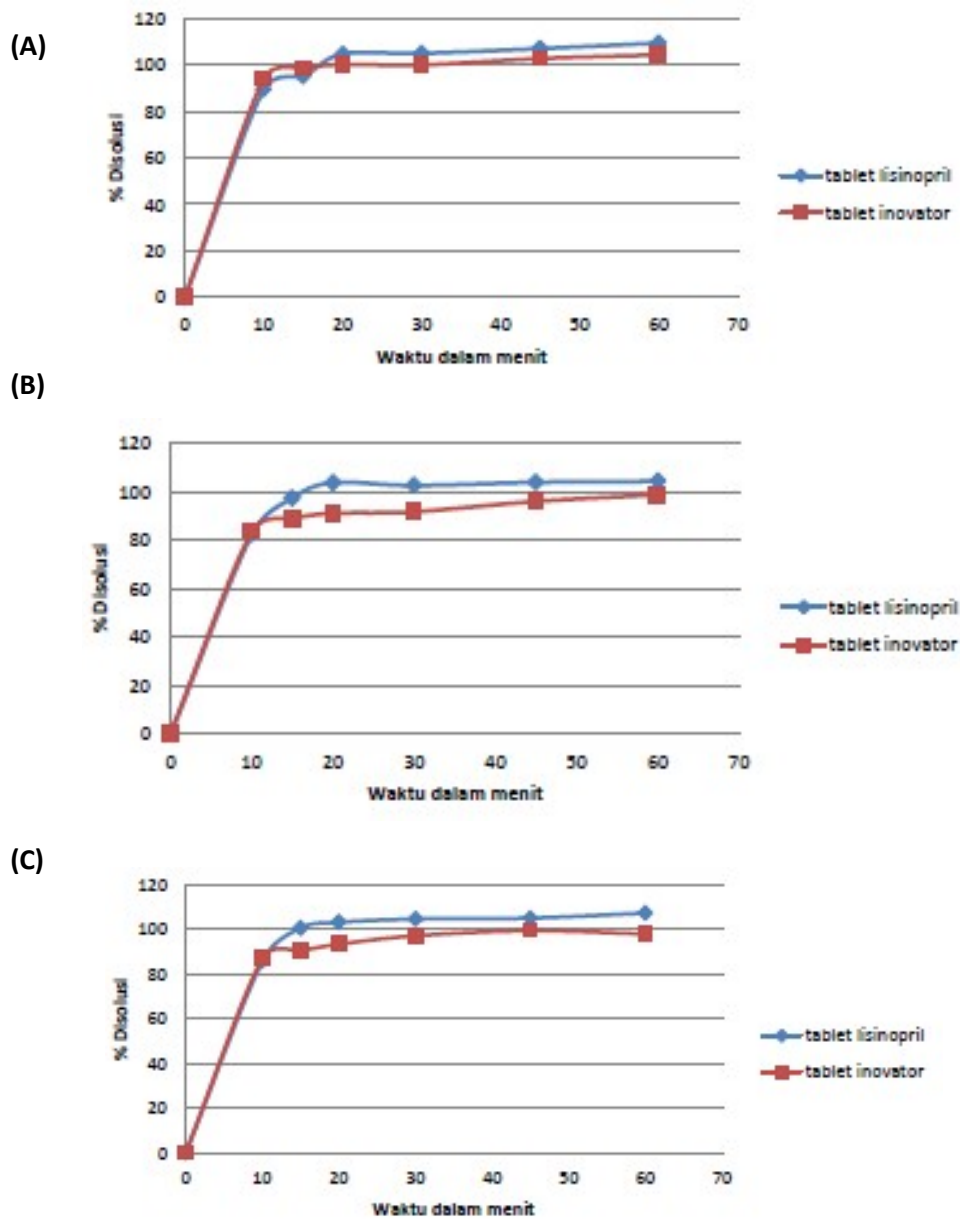 (A)
120
100
80
60
40
20
0
% Disolusi
0 10 20 30 40 50 60 70
Waktu dalam menit
tablet lisinopril
tablet inovator
(B)
120
100
80
60
40
20
0
% Disolusi
0 10 20 30 40 50 60 70
Waktu dalam menit
tablet lisinopril
tablet inovator
(C)
120
100
80
60
40
20
0
% Disolusi
0 10 20 30 40 50 60 70
Waktu dalam menit
tablet lisinopril
tablet inovator